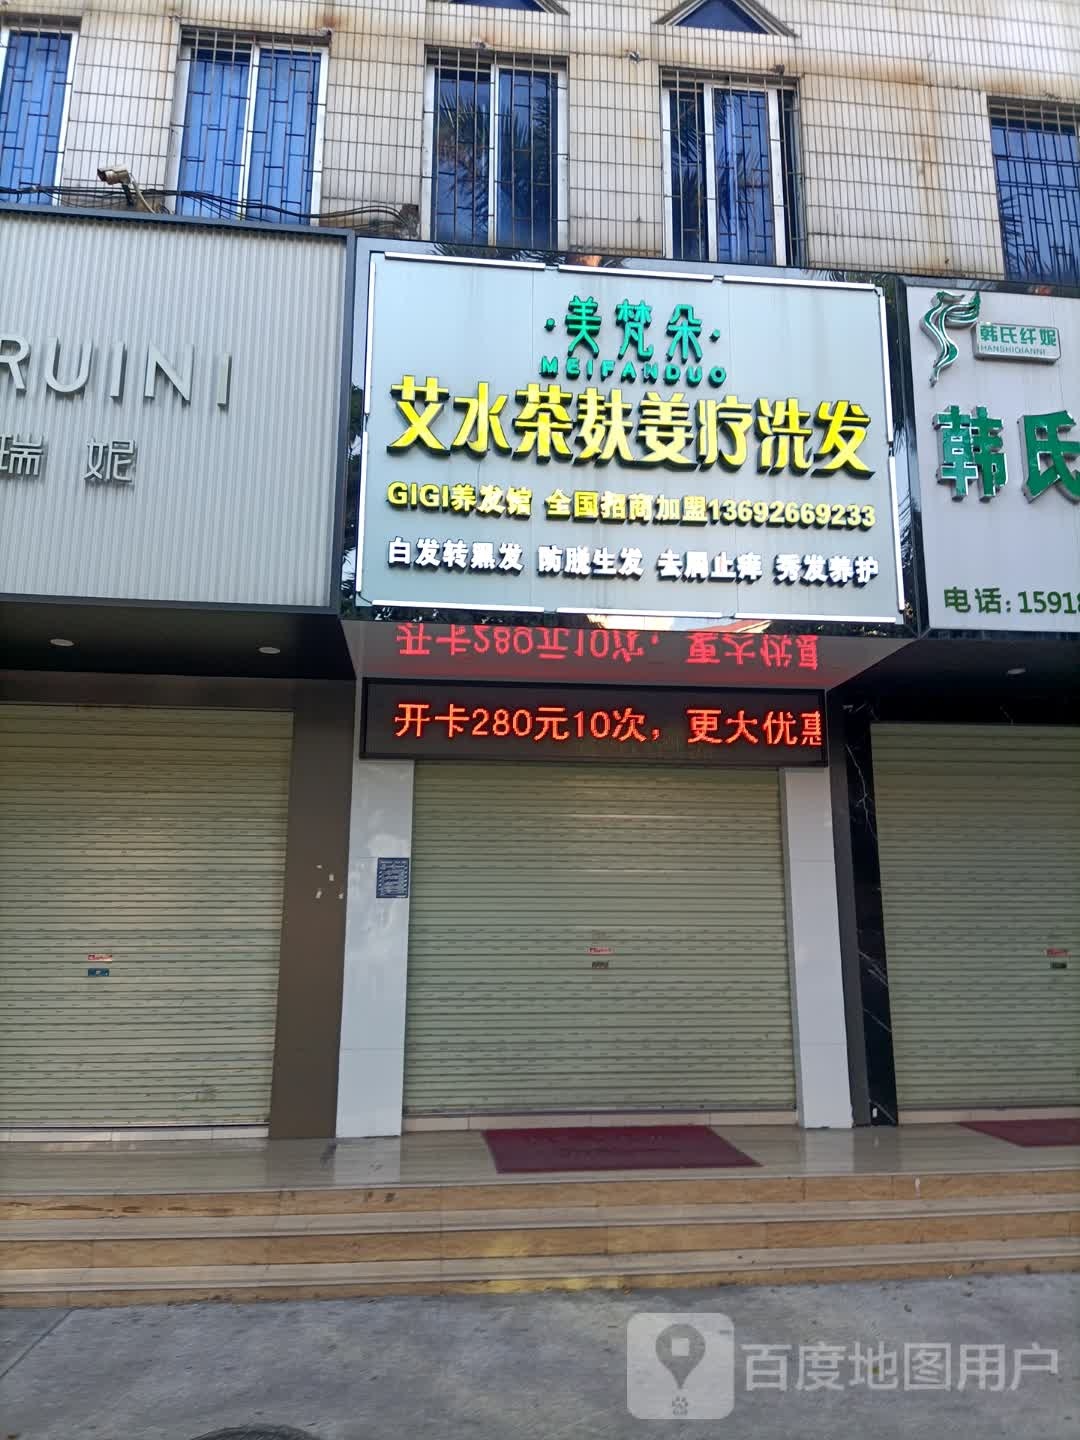 RUINI
瑞妮
·美梵朵·
MEIFANDUO
艾水茶麸姜疗洗发
GIGI养发馆 全国招商加盟13692669233
白发转黑发 防脱生发 去屑止痒 秀发养护
开卡280元10次，更大优惠
韩氏纤妮
HANSHIQIANNI
韩氏
电话:15918
百度地图用户